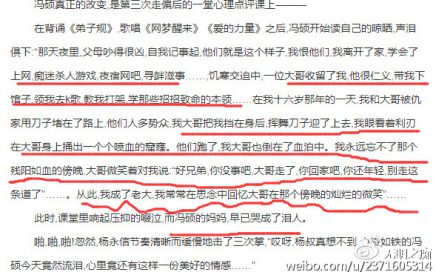 冯硕真正的改变,是第三次走偏后的一堂心理点评课上———
在背诵《弟子规》,歌唱《网梦醒来》《爱的力量》之后,冯硕开始读自己的晾晒,声泪
俱下:“那天夜里,父母吵得很凶,自我记事起,他们就是这个样子,我恨他们,我离开了家,学会了
上网,痴迷杀人游戏,夜宿网吧,寻衅滋事……饥寒交迫中,一位大哥收留了我,他很仁义,带我下
馆子,领我去k歌,教我打架,学那些招招致命的本领……在我十六岁那年的一天,我和大哥被仇
家用刀子堵在了路上,他们人多势众,我大哥把我挡在身后,挥舞刀子迎了上去,我眼看着利刃
在大哥身上捅出一个个喷血的窟窿。他们跑了,我大哥也倒在了血泊中。我永远忘不了那个
残阳如血的傍晚,大哥微笑着对我说:“好兄弟,你没事吧,大哥走了,你回家吧,你还年轻,别走这
条道了”……。从此,我成了老大,我常常在思念中回忆大哥在那个傍晚的灿烂的微笑”……
此时,课堂里响起压抑的啜泣,而冯硕的妈妈,早已哭成了泪人。
啪,啪,啪!忽然,杨永信节奏清晰而缓慢地击了三次掌,“哎呀,杨叔真想不到
今天竟然流泪,心里竟还有这样一份美好的情感……”
weibo.com/u/2371605314